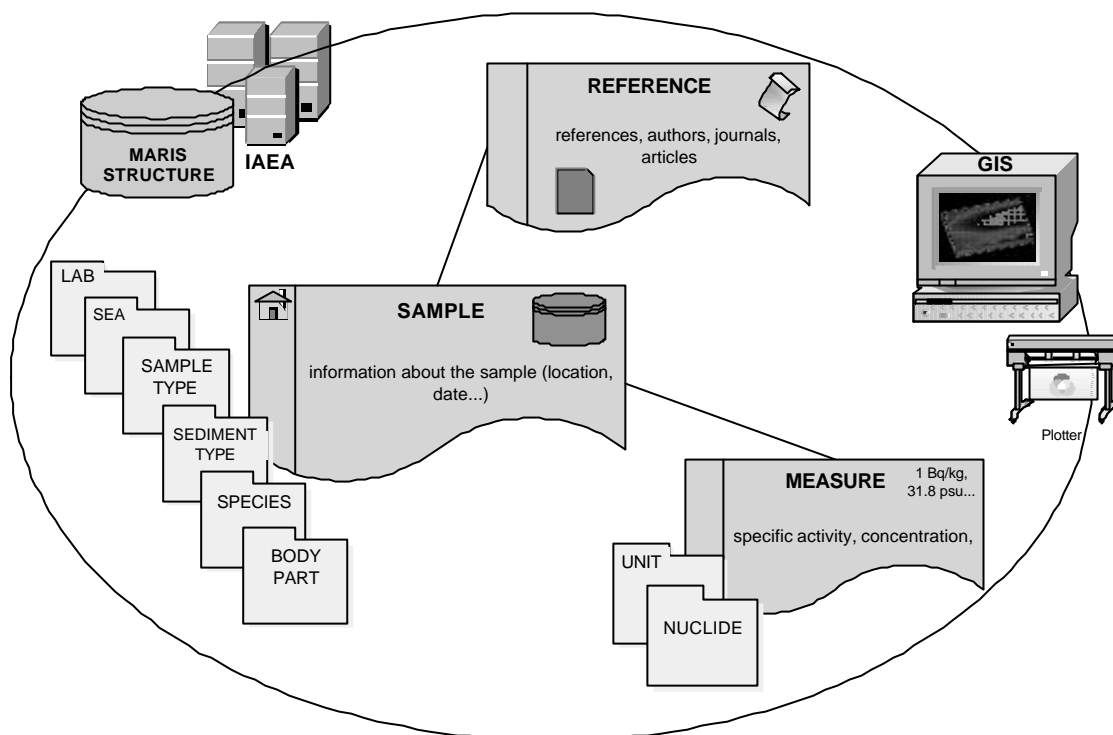 MARIS
STRUCTURE
IAEA
REFERENCE
references, authors, journals,
articles
GIS
Plotter
LAB
SEA
SAMPLE
TYPE
SEDIMENT
TYPE
SPECIES
BODY
PART
SAMPLE
information about the sample (location,
date...)
MEASURE
1 Bq/kg,
31.8 psu...
specific activity, concentration,
UNIT
NUCLIDE